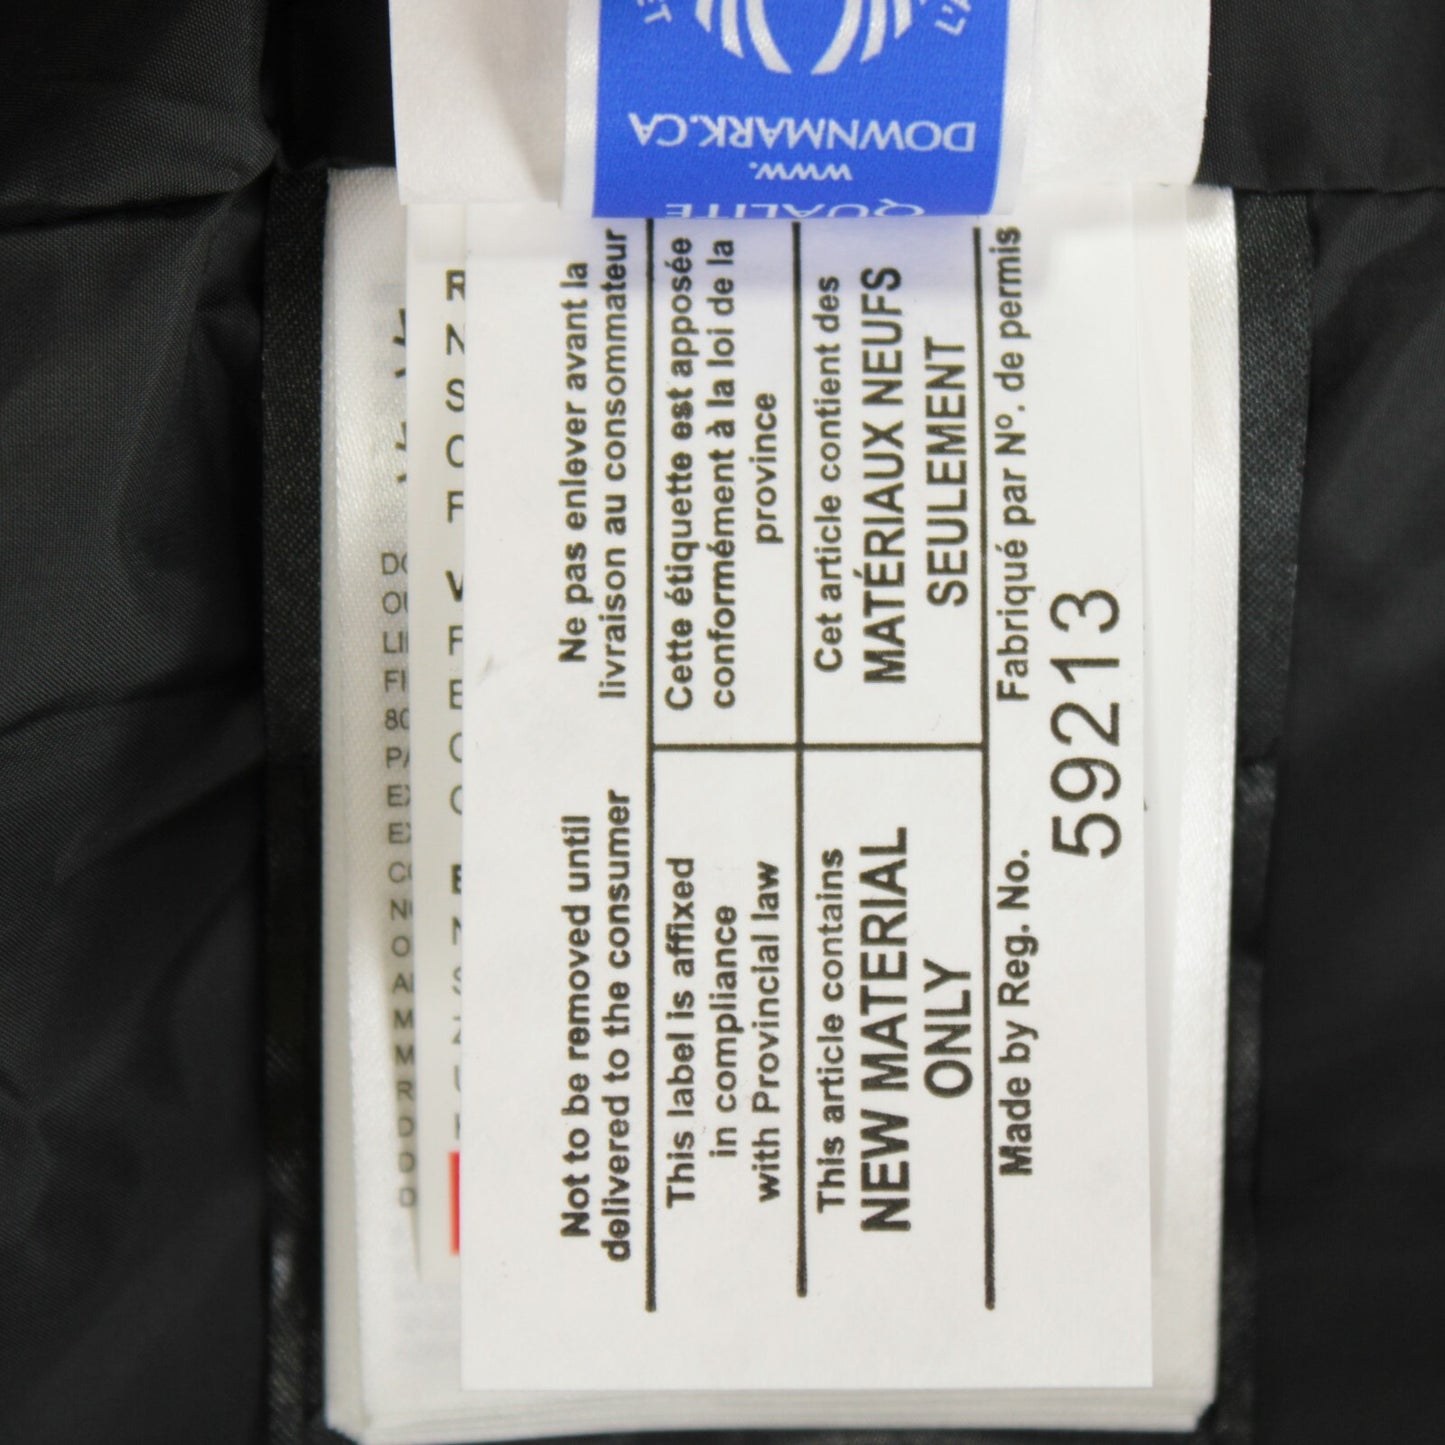 DOWNMARK.CA
www.
QUALITÉ
Not to be removed until
delivered to the consumer
Ne pas enlever avant la
livraison au consommateur
This label is affixed
in compliance
with Provincial law
Cette étiquette est apposée
conformément à la loi de la
province
This article contains
NEW MATERIAL
ONLY
Cet article contient des
MATÉRIAUX NEUFS
SEULEMENT
Made by Reg. No.
Fabriqué par Nº. de permis
59213